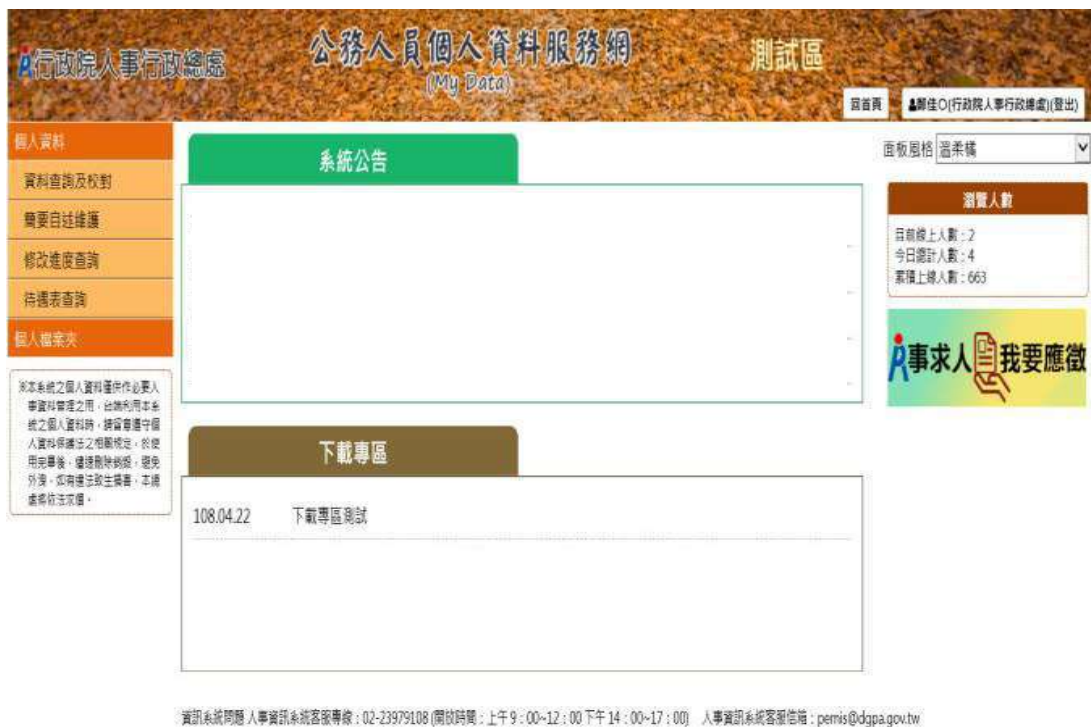 行政院人事行政總處
公務人員個人資料服務網
(My Data)
測試區
回首頁
鄭佳○(行政院人事行政總處)(登出)
個人資料
資料查詢及校對
簡要自述維護
修改進度查詢
待遇表查詢
個人檔案夾
※本系統之個人資料僅供作必要人
事資料管理之用，台端利用本系
統之個人資料時，請留意遵守個
人資料保護法之相關規定，於使
用完畢後，儘速刪除銷毀，避免
外洩，如有違法致生損害，本總
處將依法求償。
系統公告
下載專區
108.04.22 下載專區測試
面板風格 溫柔橘
瀏覽人數
目前線上人數：2
今日總計人數：4
累積上線人數：663
事求人 我要應徵
資訊系統問題 人事資訊系統客服專線：02-23979108 (開放時間：上午 9：00~12：00 下午 14：00~17：00) 人事資訊系統客服信箱：pemis@dgpa.gov.tw